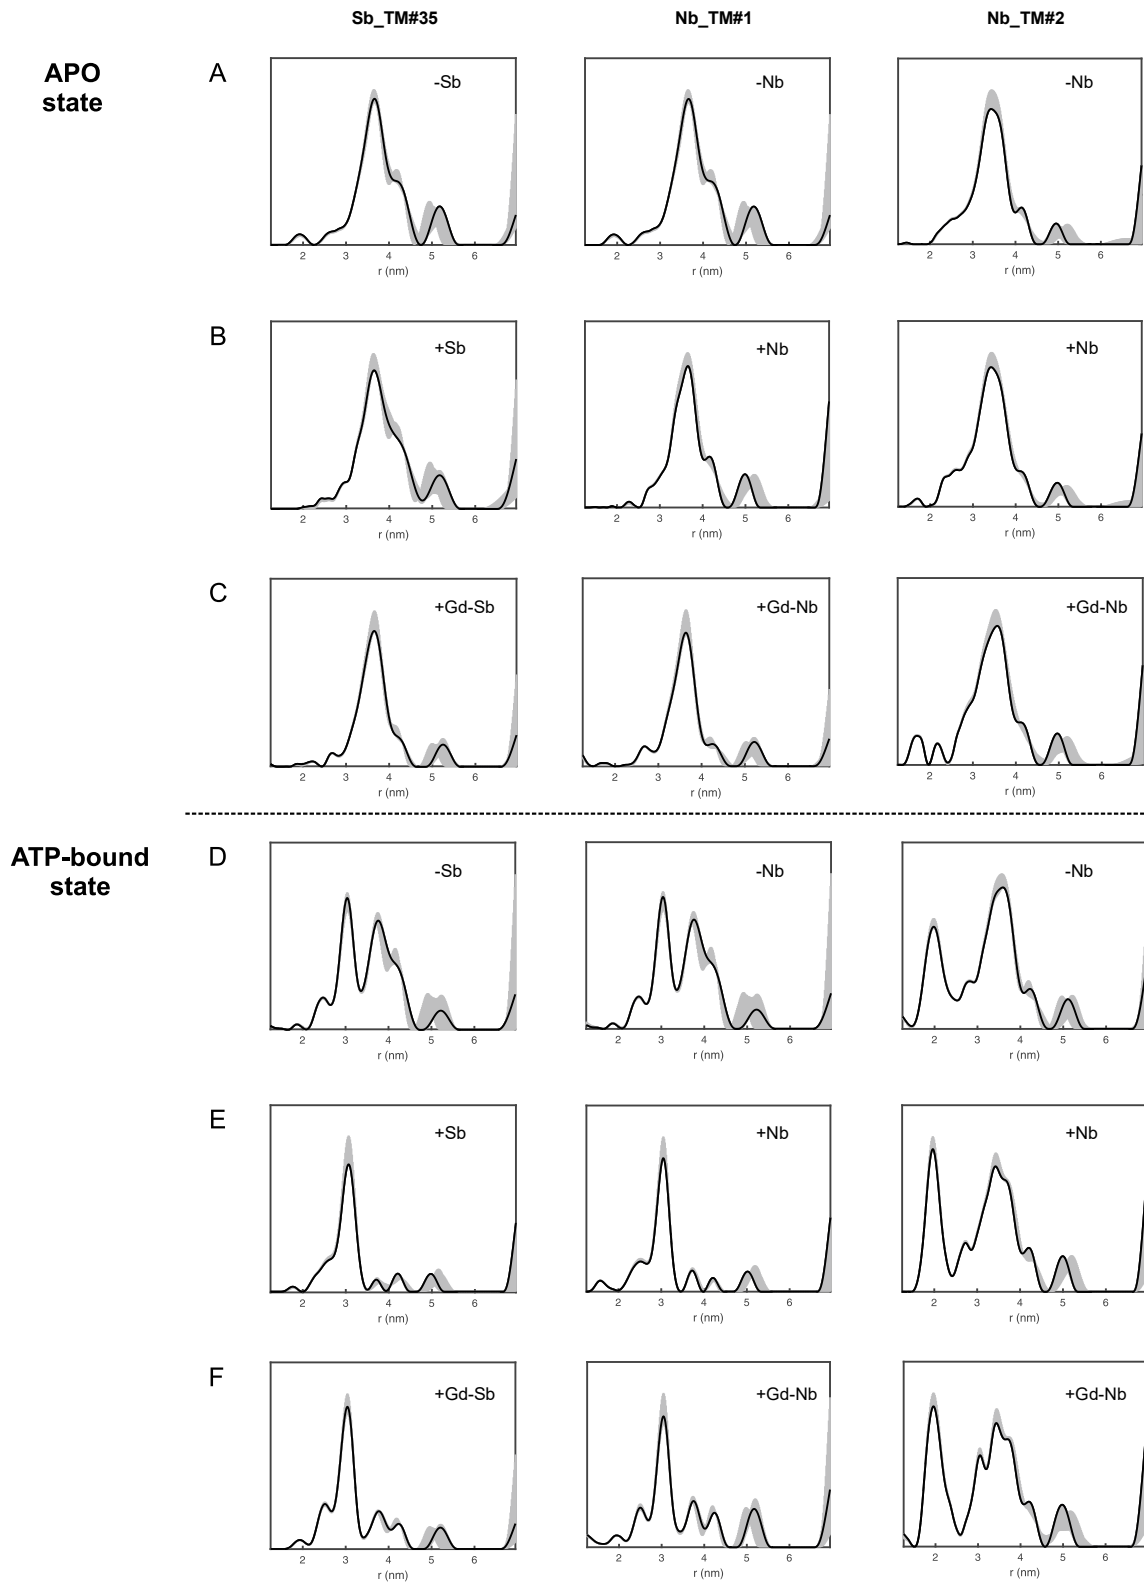 Sb_TM#35 Nb_TM#1 Nb_TM#2
APO
state
A -Sb -Nb -Nb
2 3 4 5 6 2 3 4 5 6 2 3 4 5 6
r (nm) r (nm) r (nm)
B +Sb +Nb +Nb
2 3 4 5 6 2 3 4 5 6 2 3 4 5 6
r (nm) r (nm) r (nm)
C +Gd-Sb +Gd-Nb +Gd-Nb
2 3 4 5 6 2 3 4 5 6 2 3 4 5 6
r (nm) r (nm) r (nm)
ATP-bound
state
D -Sb -Nb -Nb
2 3 4 5 6 2 3 4 5 6 2 3 4 5 6
r (nm) r (nm) r (nm)
E +Sb +Nb +Nb
2 3 4 5 6 2 3 4 5 6 2 3 4 5 6
r (nm) r (nm) r (nm)
F +Gd-Sb +Gd-Nb +Gd-Nb
2 3 4 5 6 2 3 4 5 6 2 3 4 5 6
r (nm) r (nm) r (nm)